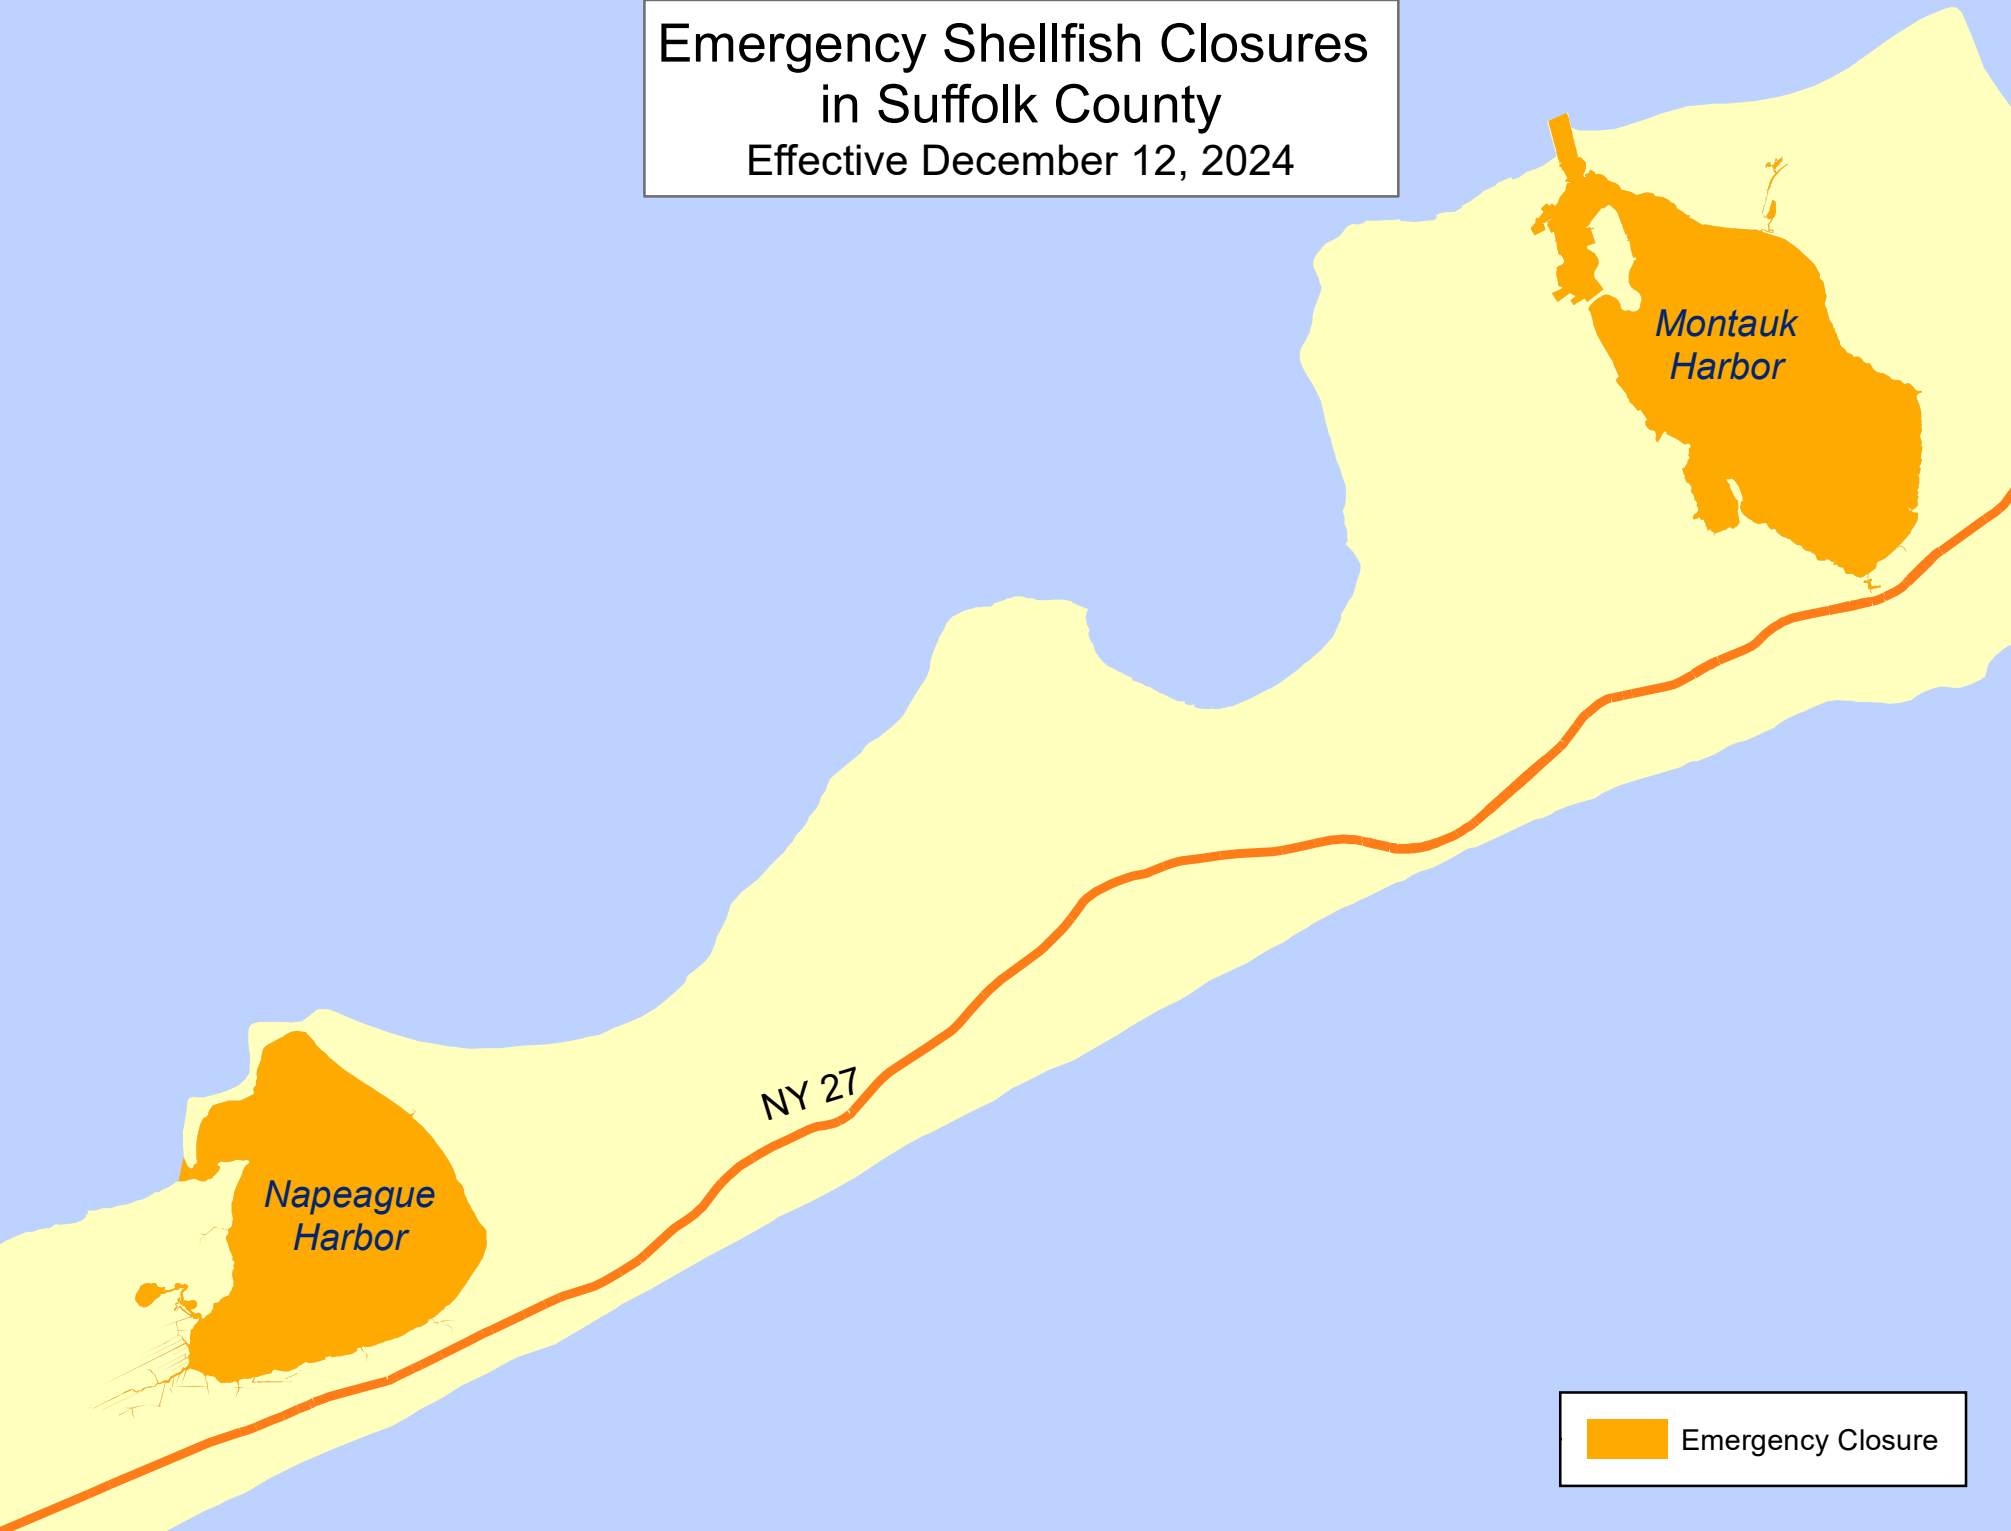 Emergency Shellfish Closures
in Suffolk County
Effective December 12, 2024
Montauk
Harbor
NY 27
Napeague
Harbor
Emergency Closure